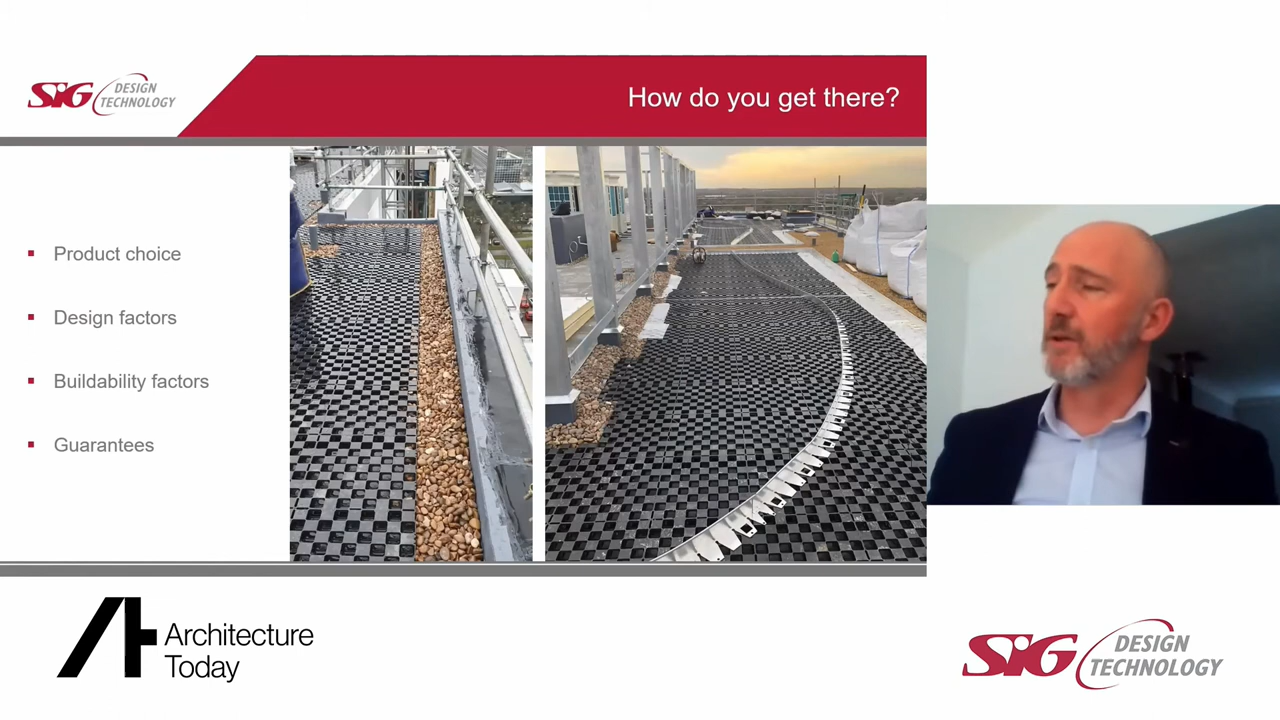 SIG DESIGN
TECHNOLOGY
How do you get there?
Product choice
Design factors
Buildability factors
Guarantees
Architecture
Today
SIG DESIGN
TECHNOLOGY